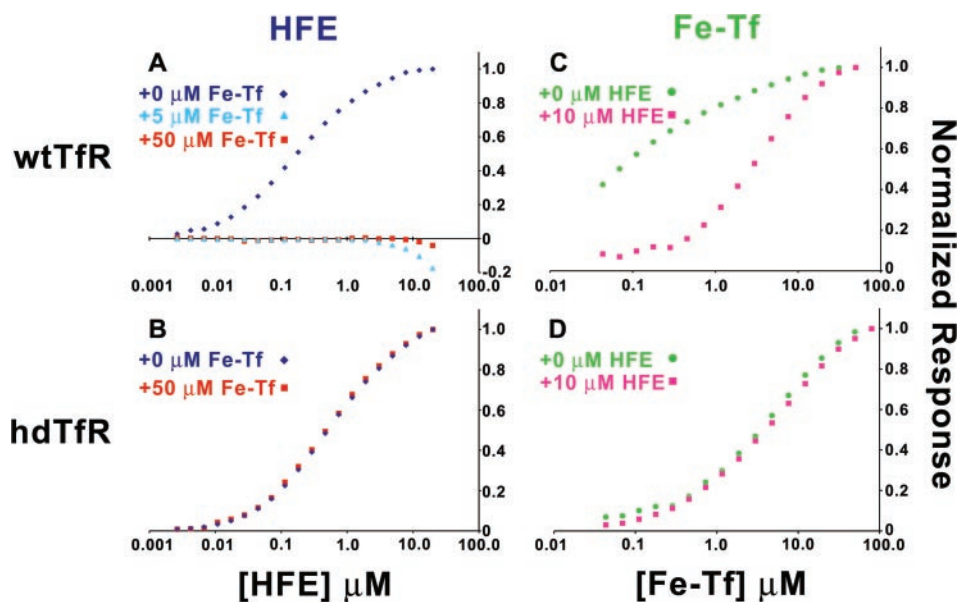 HFE
Fe-Tf
wtTfR
hdTfR
A
+0 μM Fe-Tf
+5 μM Fe-Tf
+50 μM Fe-Tf
1.0
0.8
0.6
0.4
0.2
0
-0.2
0.001
0.01
0.1
1.0
10.0
100.0
C
+0 μM HFE
+10 μM HFE
1.0
0.8
0.6
0.4
0.2
0
0.01
0.1
1.0
10.0
100.0
B
+0 μM Fe-Tf
+50 μM Fe-Tf
1.0
0.8
0.6
0.4
0.2
0
0.001
0.01
0.1
1.0
10.0
100.0
[HFE] μM
D
+0 μM HFE
+10 μM HFE
1.0
0.8
0.6
0.4
0.2
0
0.01
0.1
1.0
10.0
100.0
[Fe-Tf] μM
Normalized Response